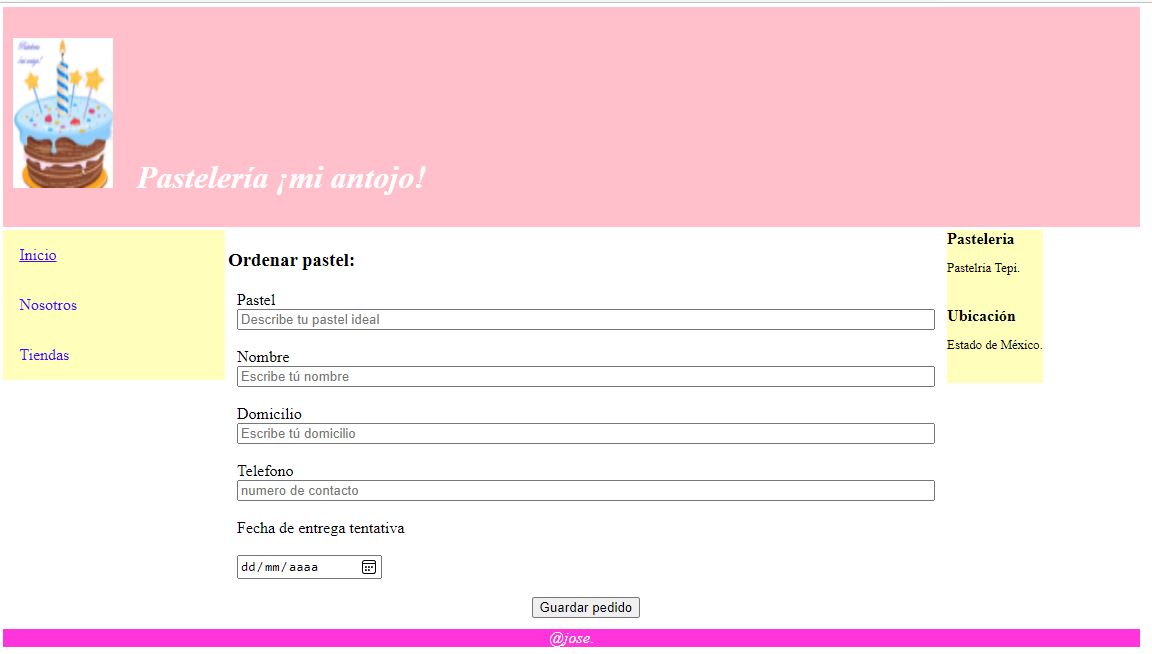 Pastelería ¡mi antojo!
Inicio
Nosotros
Tiendas
Ordenar pastel:
Pastel
Describe tu pastel ideal
Nombre
Escribe tú nombre
Domicilio
Escribe tú domicilio
Telefono
numero de contacto
Fecha de entrega tentativa
dd/mm/aaaa
Guardar pedido
Pasteleria
Pastelria Tepi.
Ubicación
Estado de México.
@jose.